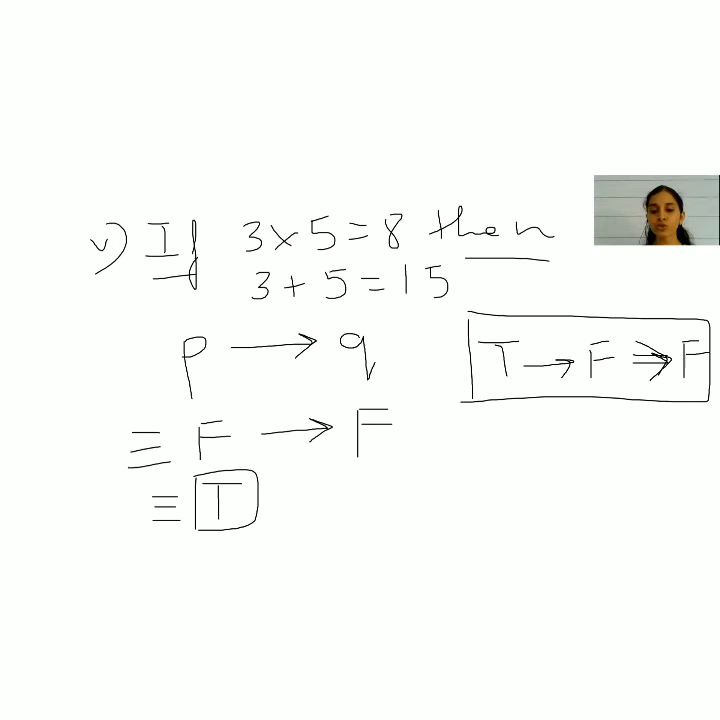 v) If 3×5=8 then
3+5=15
p → q
T → F ⇒ F
≡ F → F
≡ T